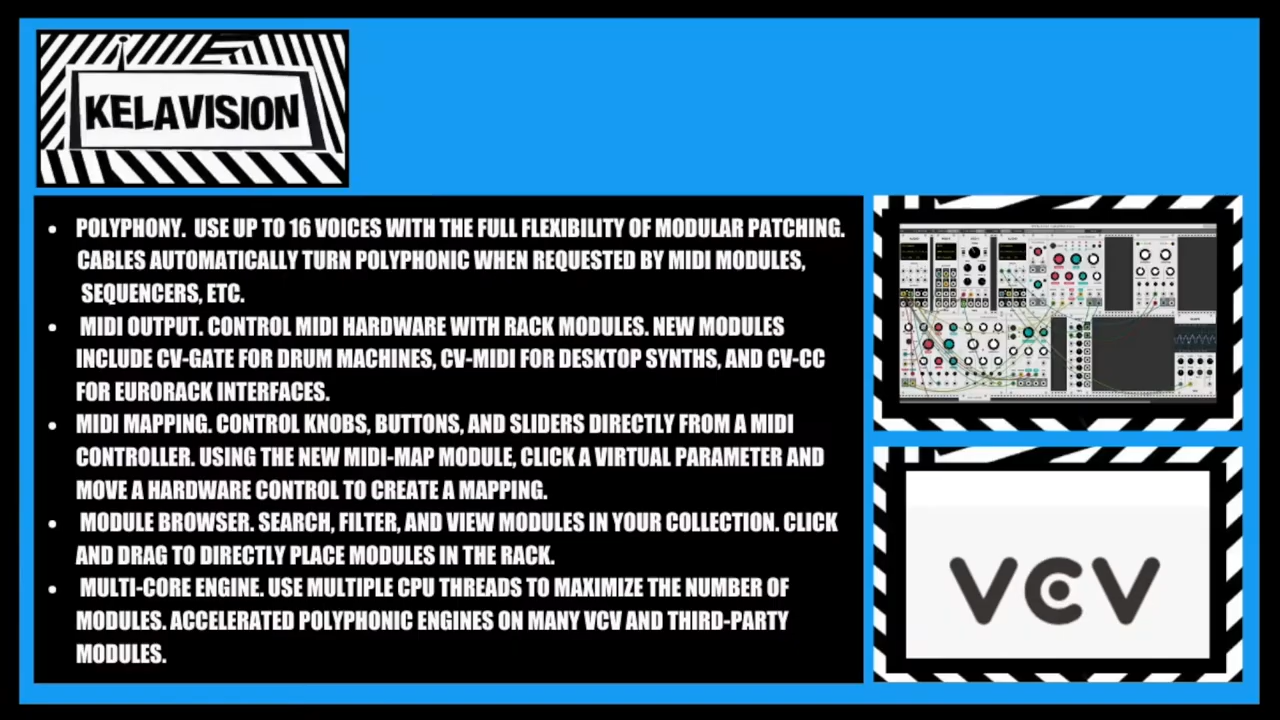 KELAVISION
• POLYPHONY. USE UP TO 16 VOICES WITH THE FULL FLEXIBILITY OF MODULAR PATCHING.
CABLES AUTOMATICALLY TURN POLYPHONIC WHEN REQUESTED BY MIDI MODULES,
SEQUENCERS, ETC.
• MIDI OUTPUT. CONTROL MIDI HARDWARE WITH RACK MODULES. NEW MODULES
INCLUDE CV-GATE FOR DRUM MACHINES, CV-MIDI FOR DESKTOP SYNTHS, AND CV-CC
FOR EURORACK INTERFACES.
• MIDI MAPPING. CONTROL KNOBS, BUTTONS, AND SLIDERS DIRECTLY FROM A MIDI
CONTROLLER. USING THE NEW MIDI-MAP MODULE, CLICK A VIRTUAL PARAMETER AND
MOVE A HARDWARE CONTROL TO CREATE A MAPPING.
• MODULE BROWSER. SEARCH, FILTER, AND VIEW MODULES IN YOUR COLLECTION. CLICK
AND DRAG TO DIRECTLY PLACE MODULES IN THE RACK.
• MULTI-CORE ENGINE. USE MULTIPLE CPU THREADS TO MAXIMIZE THE NUMBER OF
MODULES. ACCELERATED POLYPHONIC ENGINES ON MANY VCV AND THIRD-PARTY
MODULES.
VCV